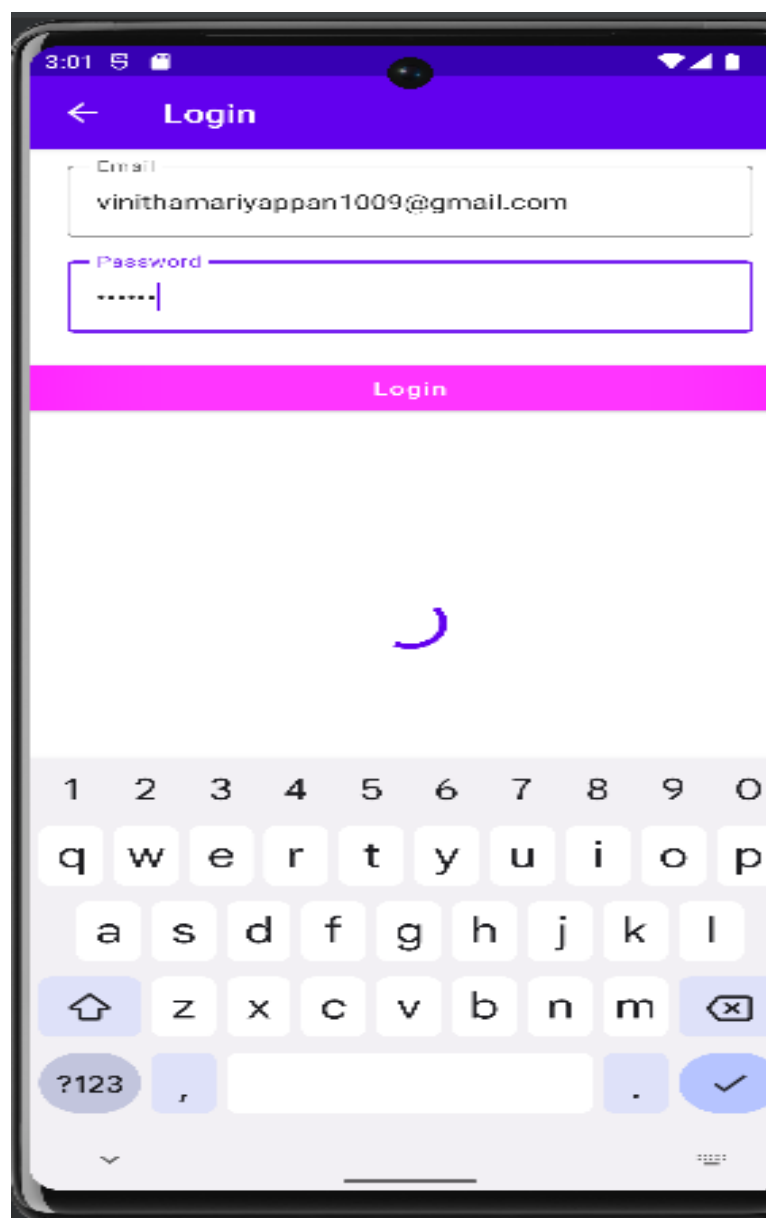 3:01
Login
Email
vinithamariyappan1009@gmail.com
Password
••••••
Login
1 2 3 4 5 6 7 8 9 0
q w e r t y u i o p
a s d f g h j k l
z x c v b n m
?123 , .